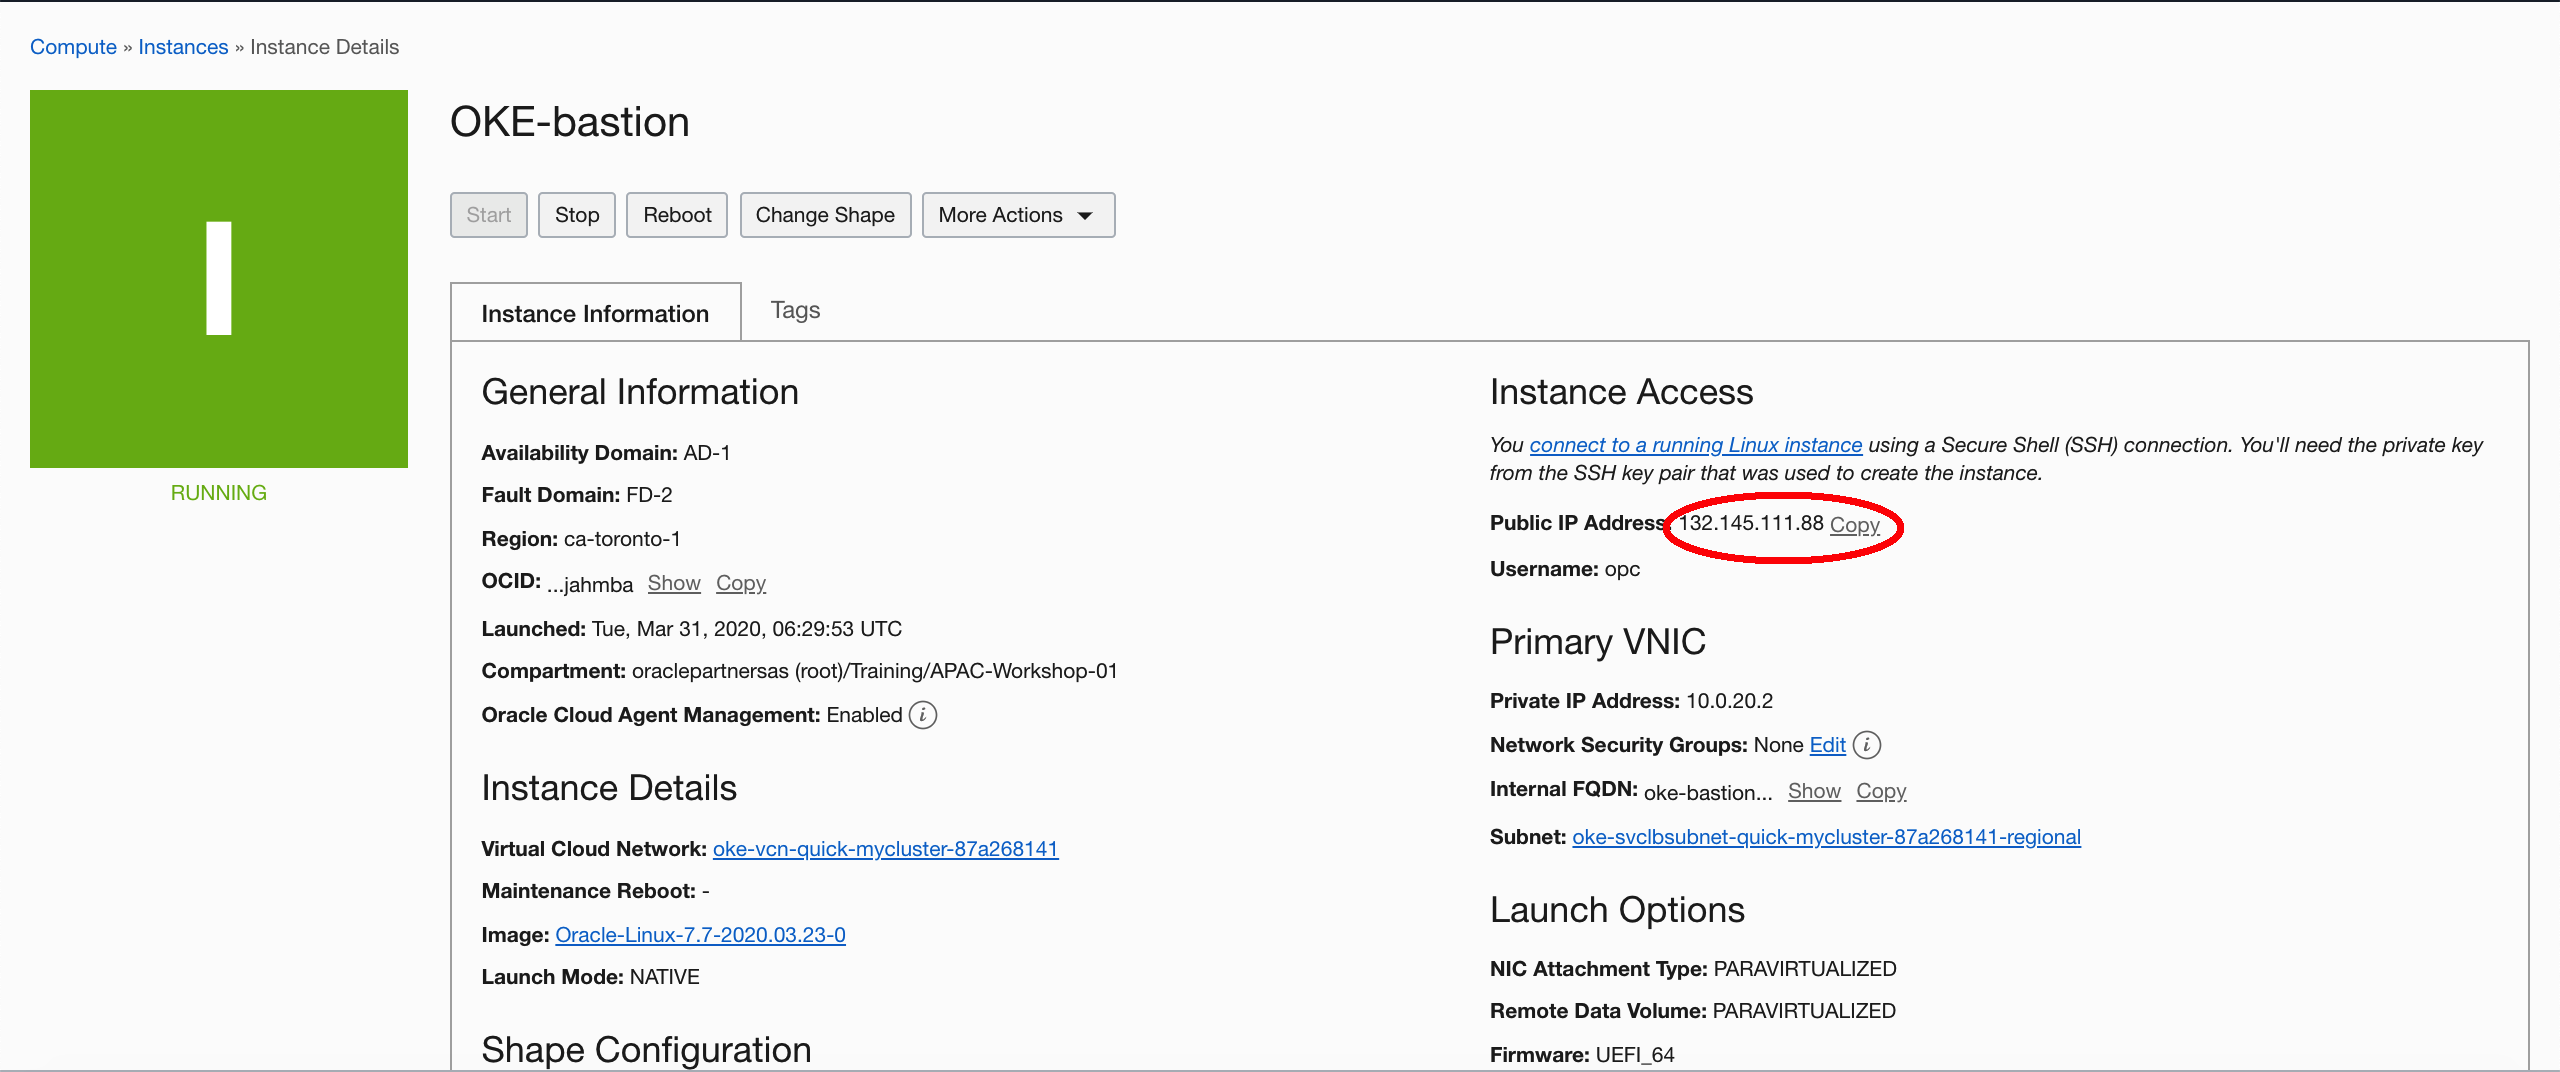 Compute » Instances » Instance Details
I
RUNNING
OKE-bastion
Start Stop Reboot Change Shape More Actions
Instance Information Tags
General Information
Availability Domain: AD-1
Fault Domain: FD-2
Region: ca-toronto-1
OCID: ...jahmba Show Copy
Launched: Tue, Mar 31, 2020, 06:29:53 UTC
Compartment: oraclepartnersas (root)/Training/APAC-Workshop-01
Oracle Cloud Agent Management: Enabled i
Instance Details
Virtual Cloud Network: oke-vcn-quick-mycluster-87a268141
Maintenance Reboot: -
Image: Oracle-Linux-7.7-2020.03.23-0
Launch Mode: NATIVE
Shape Configuration
Instance Access
You connect to a running Linux instance using a Secure Shell (SSH) connection. You'll need the private key
from the SSH key pair that was used to create the instance.
Public IP Address: 132.145.111.88 Copy
Username: opc
Primary VNIC
Private IP Address: 10.0.20.2
Network Security Groups: None Edit i
Internal FQDN: oke-bastion... Show Copy
Subnet: oke-svclbsubnet-quick-mycluster-87a268141-regional
Launch Options
NIC Attachment Type: PARAVIRTUALIZED
Remote Data Volume: PARAVIRTUALIZED
Firmware: UEFI_64